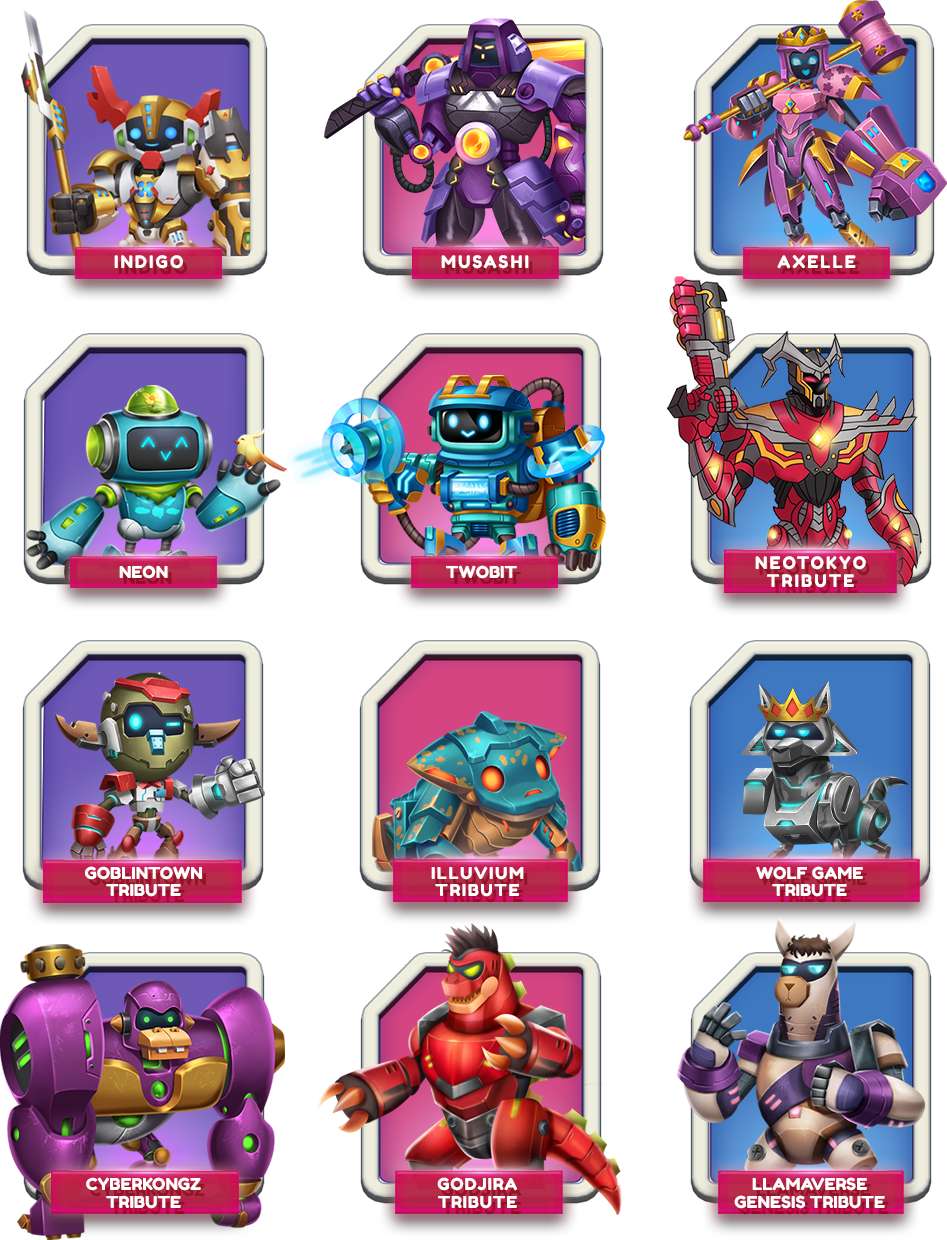 INDIGO
MUSASHI
AXELLE
NEON
TWOBIT
NEOTOKYO
TRIBUTE
GOBLINTOWN
TRIBUTE
ILLUVIUM
TRIBUTE
WOLF GAME
TRIBUTE
CYBERKONGZ
TRIBUTE
GODJIRA
TRIBUTE
LLAMAVERSE
GENESIS TRIBUTE